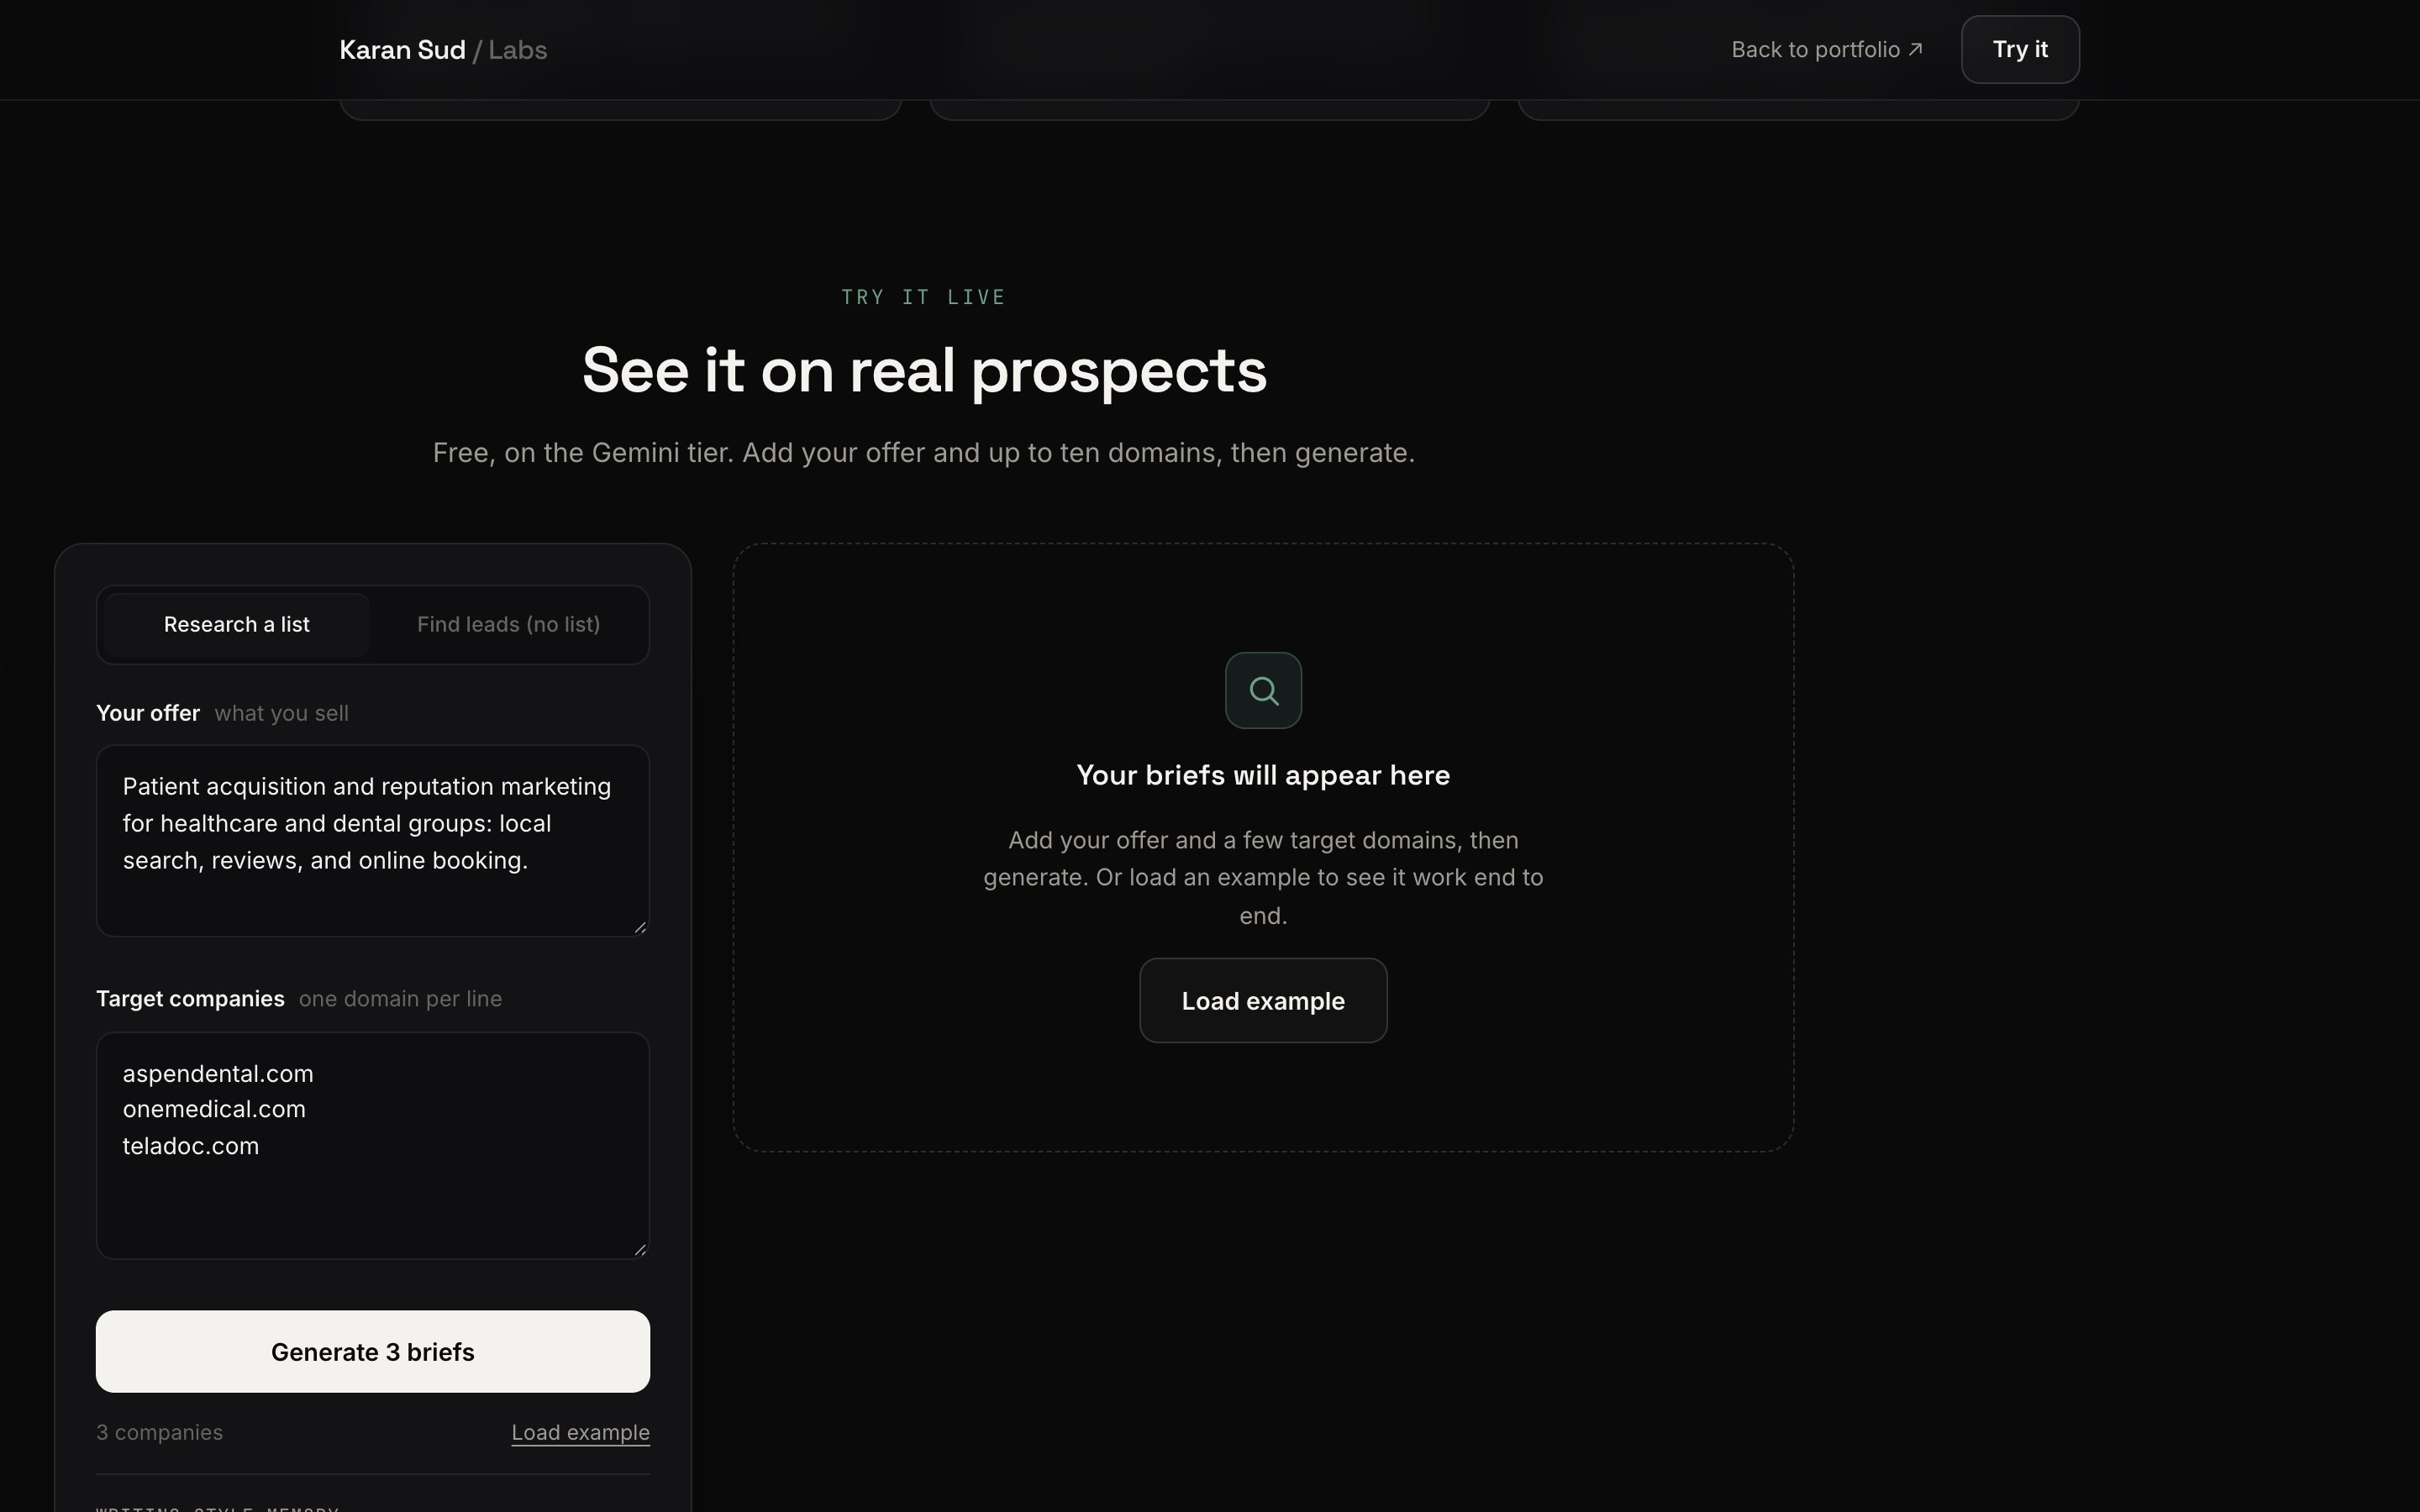 Karan Sud / Labs
Back to portfolio ↗
Try it
TRY IT LIVE
See it on real prospects
Free, on the Gemini tier. Add your offer and up to ten domains, then generate.
Research a list
Find leads (no list)
Your offer what you sell
Patient acquisition and reputation marketing
for healthcare and dental groups: local
search, reviews, and online booking.
Target companies one domain per line
aspendental.com
onemedical.com
teladoc.com
Generate 3 briefs
3 companies
Load example
WRITING STYLE MEMORY
Your briefs will appear here
Add your offer and a few target domains, then
generate. Or load an example to see it work end to
end.
Load example